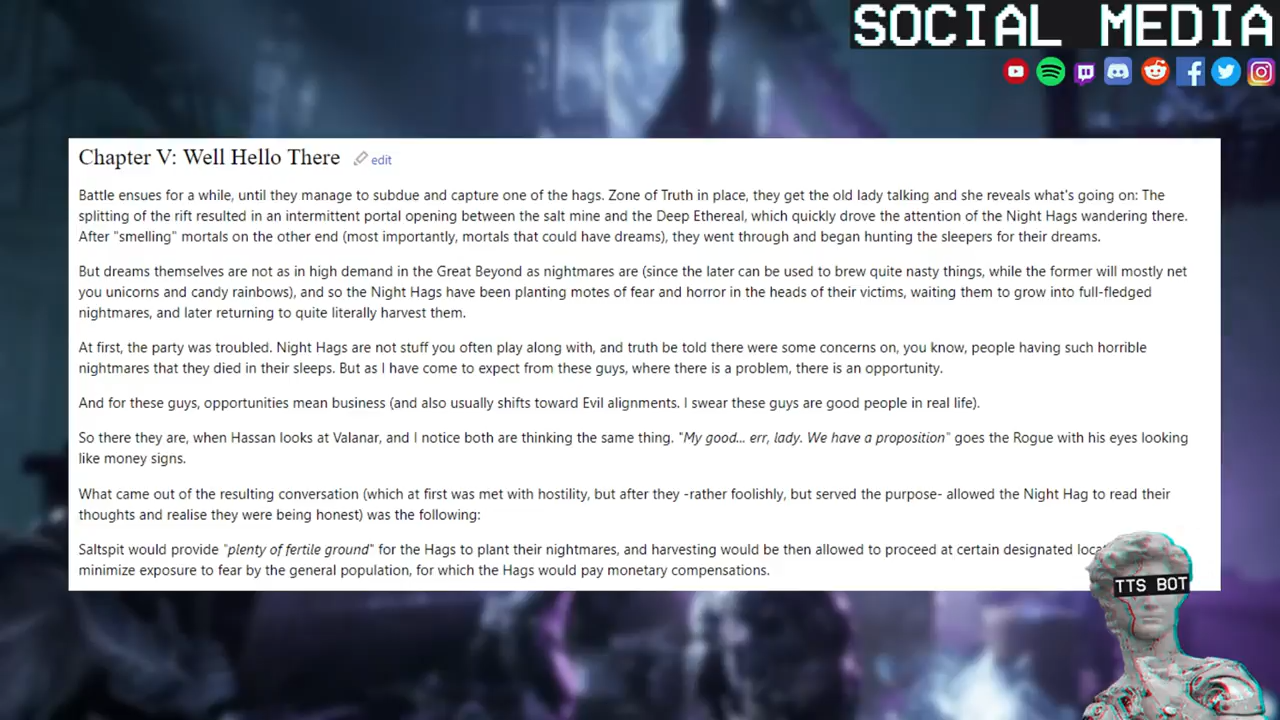 SOCIAL MEDIA
Chapter V: Well Hello There edit
Battle ensues for a while, until they manage to subdue and capture one of the hags. Zone of Truth in place, they get the old lady talking and she reveals what's going on: The
splitting of the rift resulted in an intermittent portal opening between the salt mine and the Deep Ethereal, which quickly drove the attention of the Night Hags wandering there.
After "smelling" mortals on the other end (most importantly, mortals that could have dreams), they went through and began hunting the sleepers for their dreams.
But dreams themselves are not as in high demand in the Great Beyond as nightmares are (since the later can be used to brew quite nasty things, while the former will mostly net
you unicorns and candy rainbows), and so the Night Hags have been planting motes of fear and horror in the heads of their victims, waiting them to grow into full-fledged
nightmares, and later returning to quite literally harvest them.
At first, the party was troubled. Night Hags are not stuff you often play along with, and truth be told there were some concerns on, you know, people having such horrible
nightmares that they died in their sleeps. But as I have come to expect from these guys, where there is a problem, there is an opportunity.
And for these guys, opportunities mean business (and also usually shifts toward Evil alignments. I swear these guys are good people in real life).
So there they are, when Hassan looks at Valanar, and I notice both are thinking the same thing. "My good... err, lady. We have a proposition" goes the Rogue with his eyes looking
like money signs.
What came out of the resulting conversation (which at first was met with hostility, but after they -rather foolishly, but served the purpose- allowed the Night Hag to read their
thoughts and realise they were being honest) was the following:
Saltspit would provide "plenty of fertile ground" for the Hags to plant their nightmares, and harvesting would be then allowed to proceed at certain designated
minimize exposure to fear by the general population, for which the Hags would pay monetary compensations.
TTS BOT